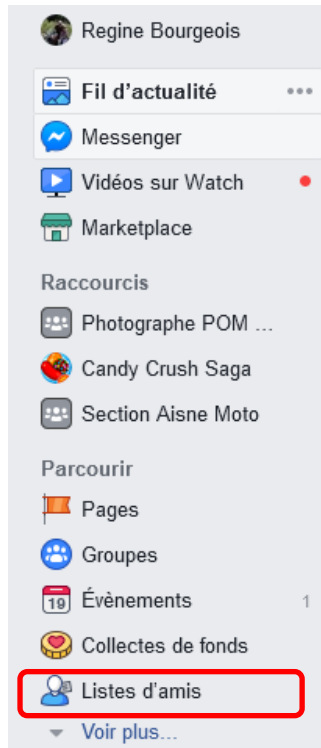 Regine Bourgeois
Fil d'actualité
Messenger
Vidéos sur Watch
Marketplace
Raccourcis
Photographe POM ...
Candy Crush Saga
Section Aisne Moto
Parcourir
Pages
Groupes
19 Évènements 1
Collectes de fonds
Listes d'amis
Voir plus...